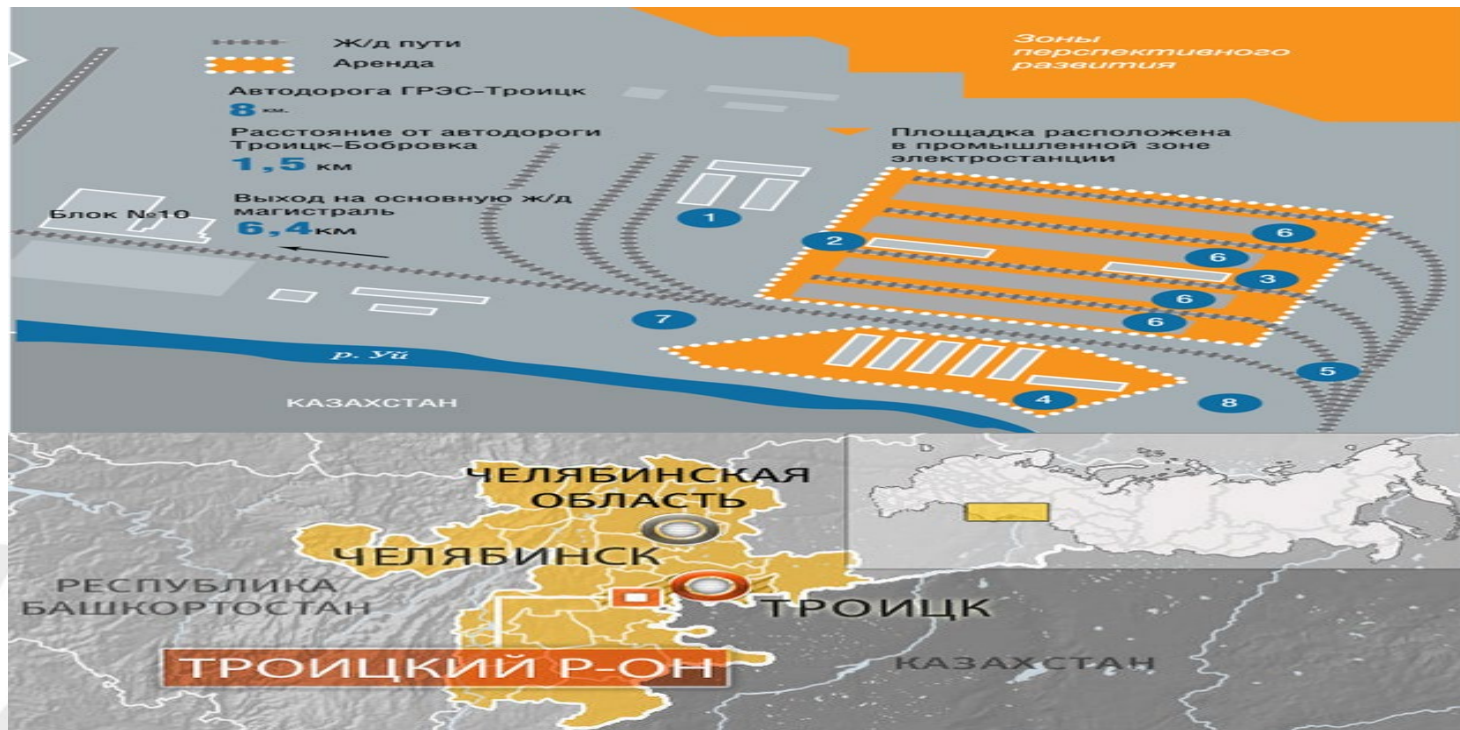 Ж/д пути
Аренда
Автодорога ГРЭС–Троицк
8 км.
Расстояние от автодороги
Троицк–Бобровка
1,5 км
Выход на основную ж/д
магистраль
6,4 км
Блок №10
Зоны
перспективного
развития
Площадка расположена
в промышленной зоне
электростанции
1
2
3
4
5
6
6
6
6
7
8
р. Уй
КАЗАХСТАН
ЧЕЛЯБИНСКАЯ
ОБЛАСТЬ
ЧЕЛЯБИНСК
РЕСПУБЛИКА
БАШКОРТОСТАН
ТРОИЦК
ТРОИЦКИЙ Р-ОН
КАЗАХСТАН